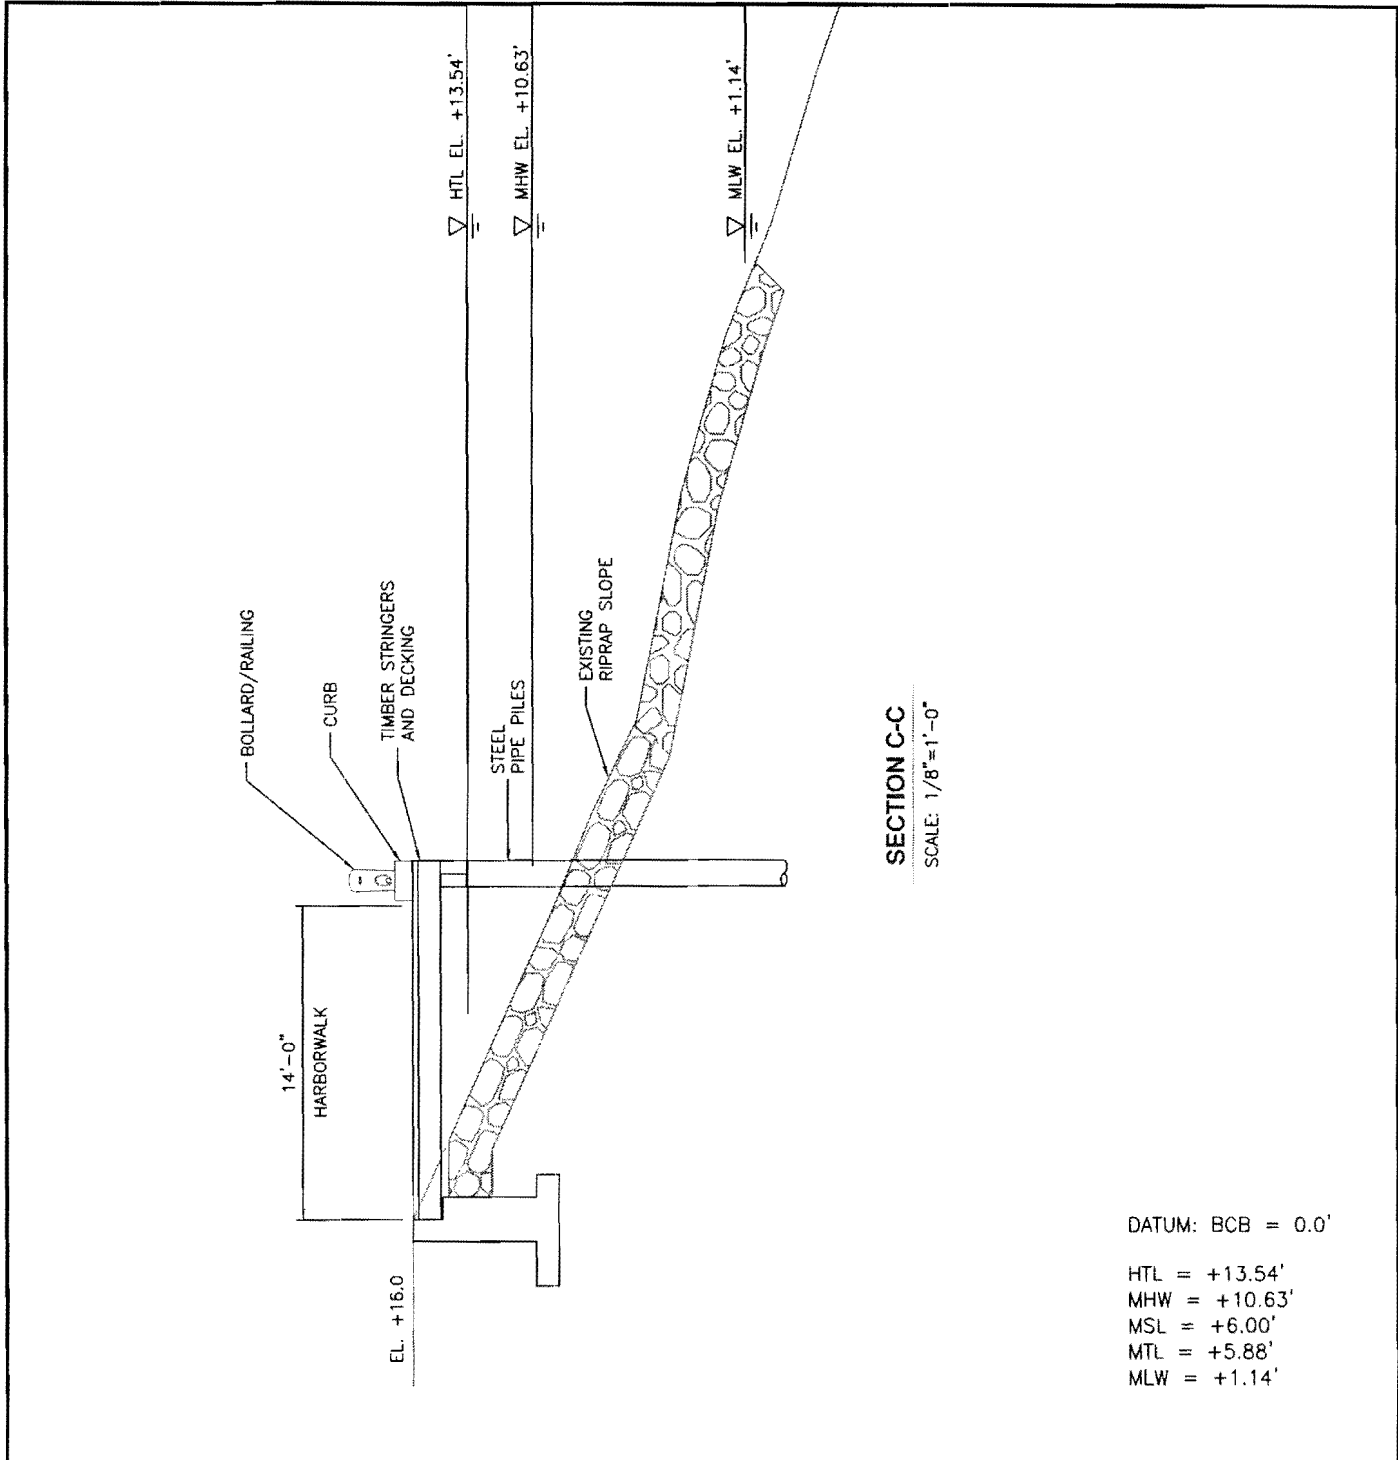 HTL EL. +13.54'
MHW EL. +10.63'
MLW EL. +1.14'
BOLLARD/RAILING
CURB
TIMBER STRINGERS
AND DECKING
STEEL
PIPE PILES
EXISTING
RIPRAP SLOPE
14'-0"
HARBORWALK
EL. +16.0
SECTION C-C
SCALE: 1/8"=1'-0"
DATUM: BCB = 0.0'
HTL = +13.54'
MHW = +10.63'
MSL = +6.00'
MTL = +5.88'
MLW = +1.14'